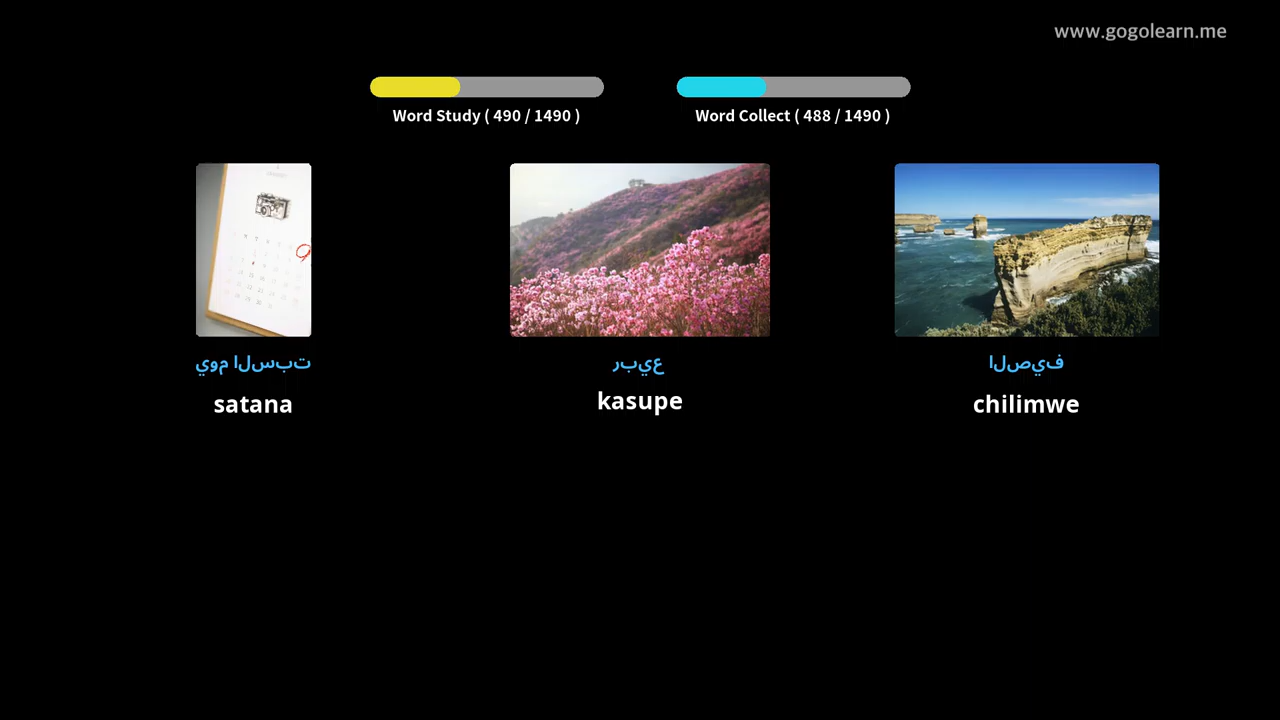 www.gogolearn.me
Word Study ( 490 / 1490 )
Word Collect ( 488 / 1490 )
يوم السبت
ربيع
الصيف
satana
kasupe
chilimwe